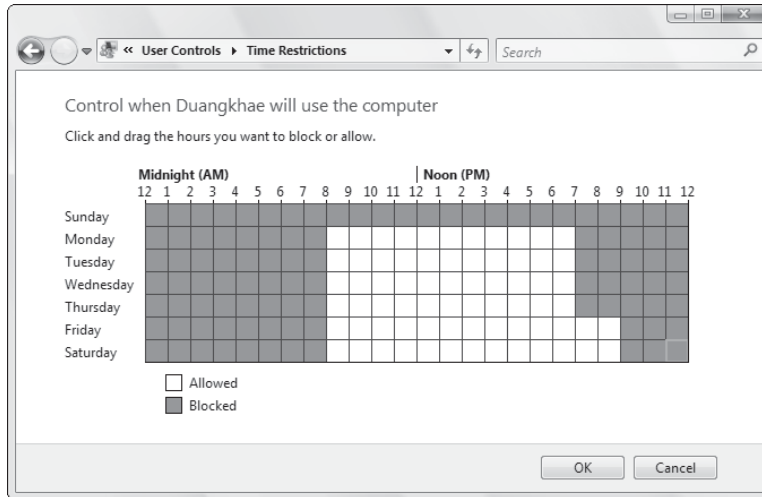 « User Controls ▸ Time Restrictions
Search
Control when Duangkhae will use the computer
Click and drag the hours you want to block or allow.
Midnight (AM) Noon (PM)
12 1 2 3 4 5 6 7 8 9 10 11 12 1 2 3 4 5 6 7 8 9 10 11 12
Sunday
Monday
Tuesday
Wednesday
Thursday
Friday
Saturday
Allowed
Blocked
OK Cancel